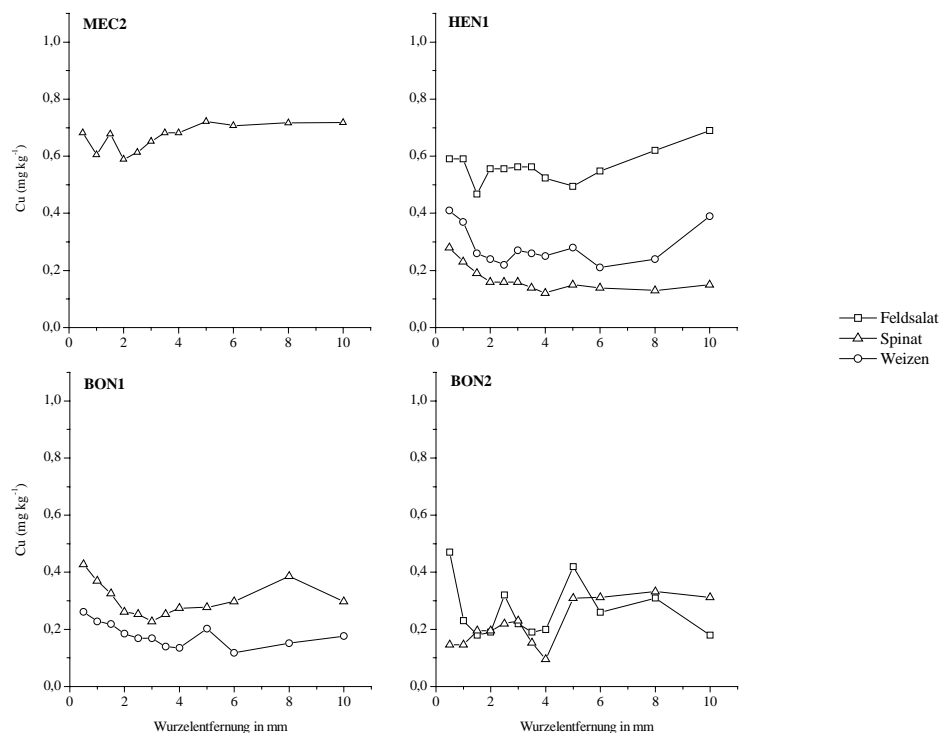 MEC2
1,0
0,8
0,6
0,4
0,2
0,0
Cu (mg kg⁻¹)
0 2 4 6 8 10
HEN1
1,0
0,8
0,6
0,4
0,2
0,0
0 2 4 6 8 10
Feldsalat
Spinat
Weizen
BON1
1,0
0,8
0,6
0,4
0,2
0,0
Cu (mg kg⁻¹)
0 2 4 6 8 10
Wurzelentfernung in mm
BON2
1,0
0,8
0,6
0,4
0,2
0,0
0 2 4 6 8 10
Wurzelentfernung in mm